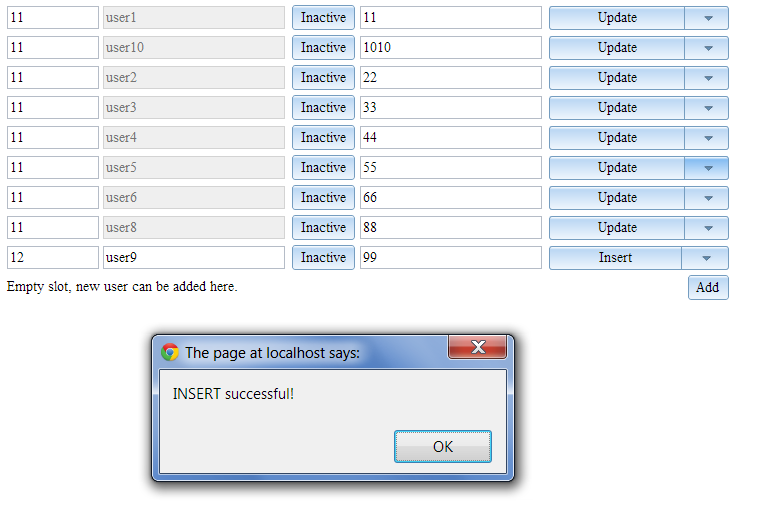 11 user1 Inactive 11 Update
11 user10 Inactive 1010 Update
11 user2 Inactive 22 Update
11 user3 Inactive 33 Update
11 user4 Inactive 44 Update
11 user5 Inactive 55 Update
11 user6 Inactive 66 Update
11 user8 Inactive 88 Update
12 user9 Inactive 99 Insert
Empty slot, new user can be added here. Add
The page at localhost says:
INSERT successful!
OK